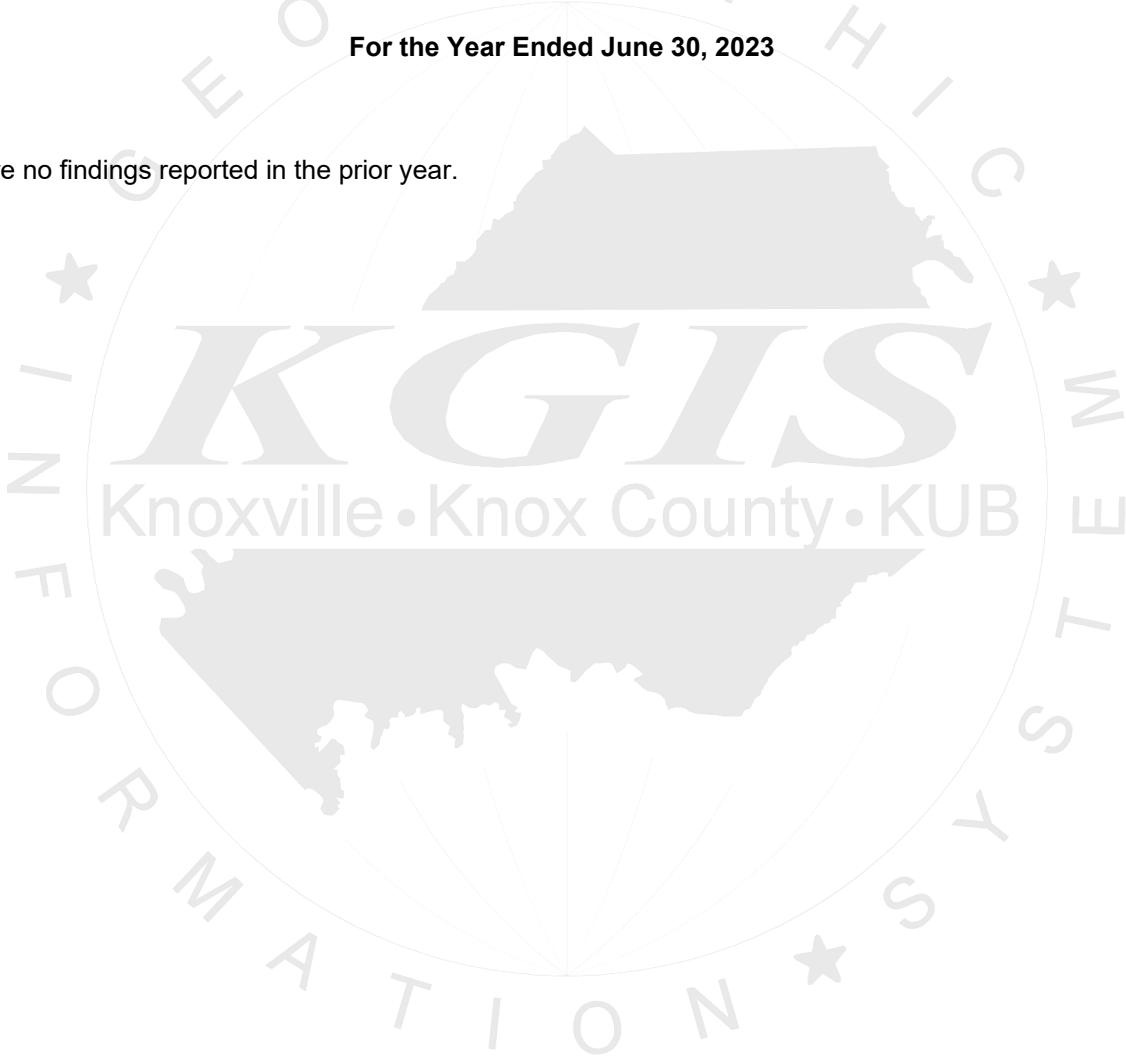 For the Year Ended June 30, 2023
e no findings reported in the prior year.
KGIS
Knoxville • Knox County • KUB
G E O H I C
I N F O R M A T I O N
S Y S T E M